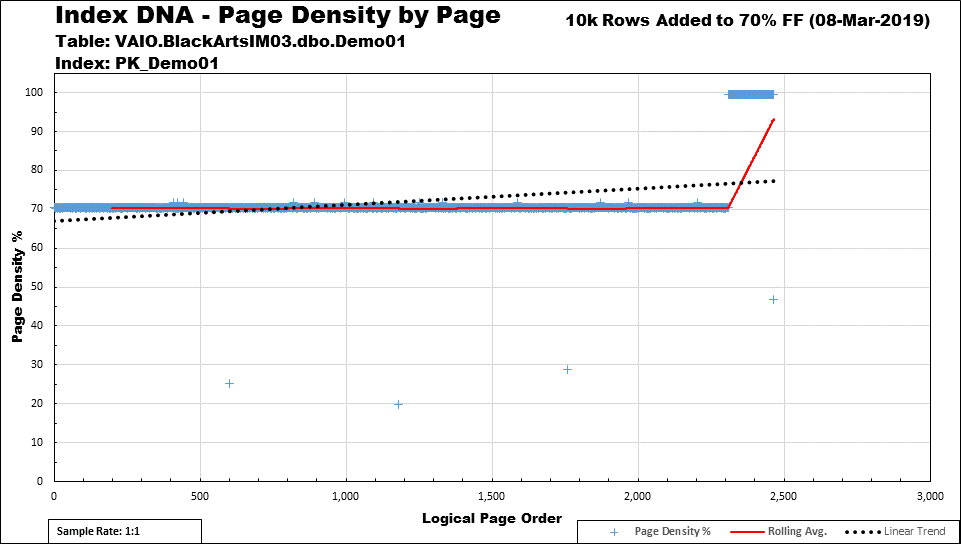 Index DNA - Page Density by Page
10k Rows Added to 70% FF (08-Mar-2019)
Table: VAIO.BlackArtsIM03.dbo.Demo01
Index: PK_Demo01
Page Density %
100
90
80
70
60
50
40
30
20
10
0
0 500 1,000 1,500 2,000 2,500 3,000
Logical Page Order
Sample Rate: 1:1
Page Density % Rolling Avg. Linear Trend